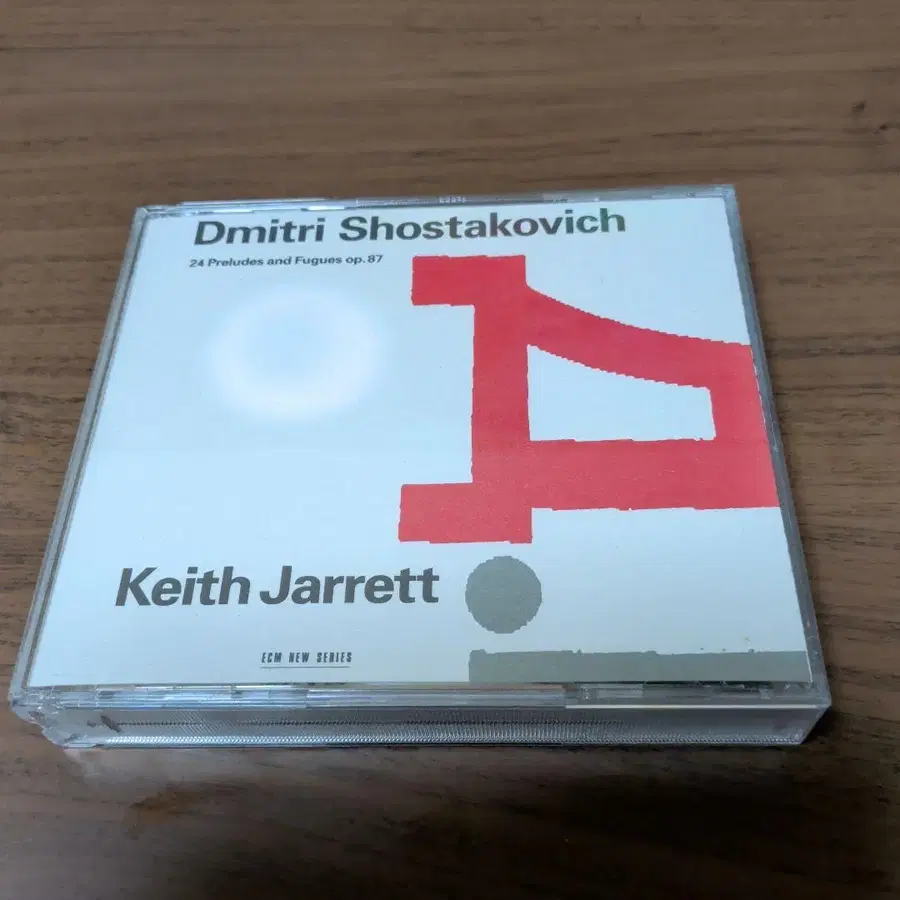 Dmitri Shostakovich
24 Preludes and Fugues op.87
Keith Jarrett
ECM NEW SERIES